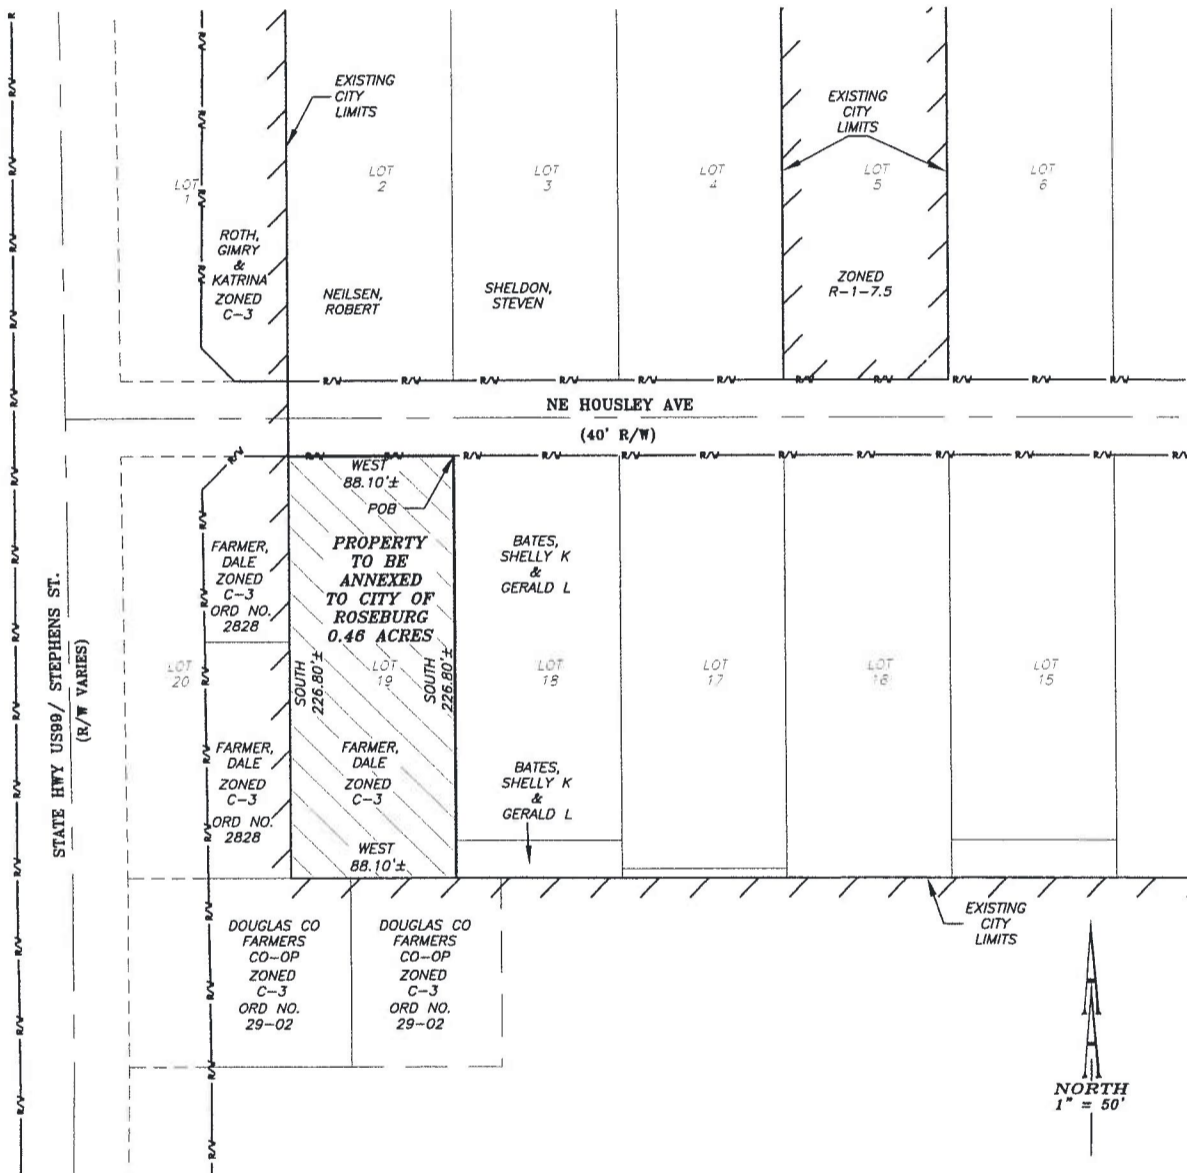 EXISTING
CITY
LIMITS
EXISTING
CITY
LIMITS
LOT
1
LOT
2
LOT
3
LOT
4
LOT
5
LOT
6
ROTH,
GIMRY
&
KATRINA
ZONED
C-3
NEILSEN,
ROBERT
SHELDON,
STEVEN
ZONED
R-1-7.5
R/W R/W R/W R/W R/W R/W R/W R/W R/W R/W R/W
NE HOUSLEY AVE
(40' R/W)
R/W R/W R/W R/W R/W R/W R/W R/W R/W R/W R/W R/W
WEST
88.10'±
POB
PROPERTY
TO BE
ANNEXED
TO CITY OF
ROSEBURG
0.46 ACRES
FARMER,
DALE
ZONED
C-3
ORD NO.
2828
BATES,
SHELLY K
&
GERALD L
STATE HWY US99/ STEPHENS ST.
(R/W VARIES)
LOT
20
SOUTH
226.80'±
LOT
19
SOUTH
226.80'±
LOT
18
LOT
17
LOT
16
LOT
15
FARMER,
DALE
ZONED
C-3
ORD NO.
2828
FARMER,
DALE
ZONED
C-3
BATES,
SHELLY K
&
GERALD L
WEST
88.10'±
EXISTING
CITY
LIMITS
DOUGLAS CO
FARMERS
CO-OP
ZONED
C-3
ORD NO.
29-02
DOUGLAS CO
FARMERS
CO-OP
ZONED
C-3
ORD NO.
29-02
NORTH
1" = 50'